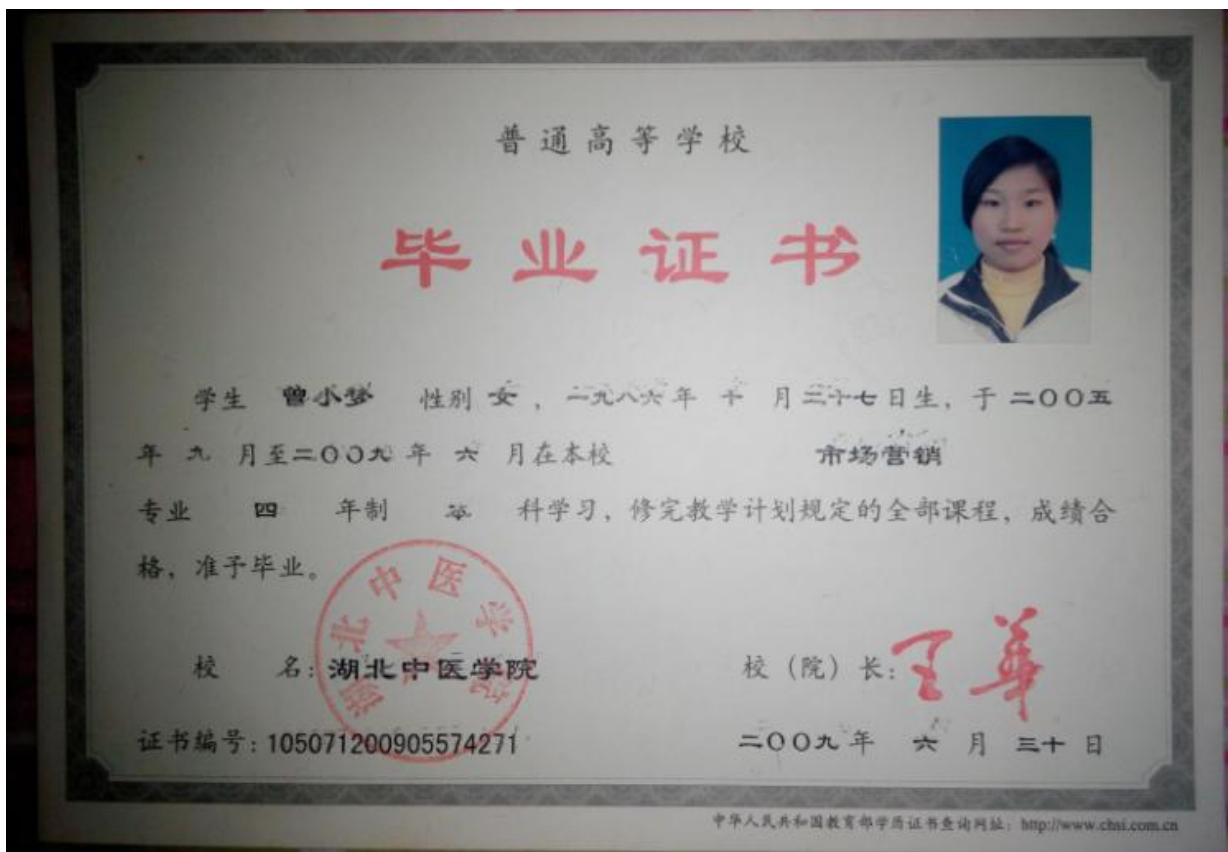 普通高等学校
毕业证书
学生 曾小梦 性别 女，一九八六年 十 月二十七日生，于二〇〇五
年 九 月至二〇〇九 年 六 月在本校 市场营销
专业 四 年制 本 科学习，修完教学计划规定的全部课程，成绩合
格，准予毕业。
湖北中医学院
校 名：湖北中医学院 校（院）长：王华
证书编号：105071200905574271 二〇〇九年 六 月 三十 日
中华人民共和国教育部学历证书查询网址：http://www.chsi.com.cn